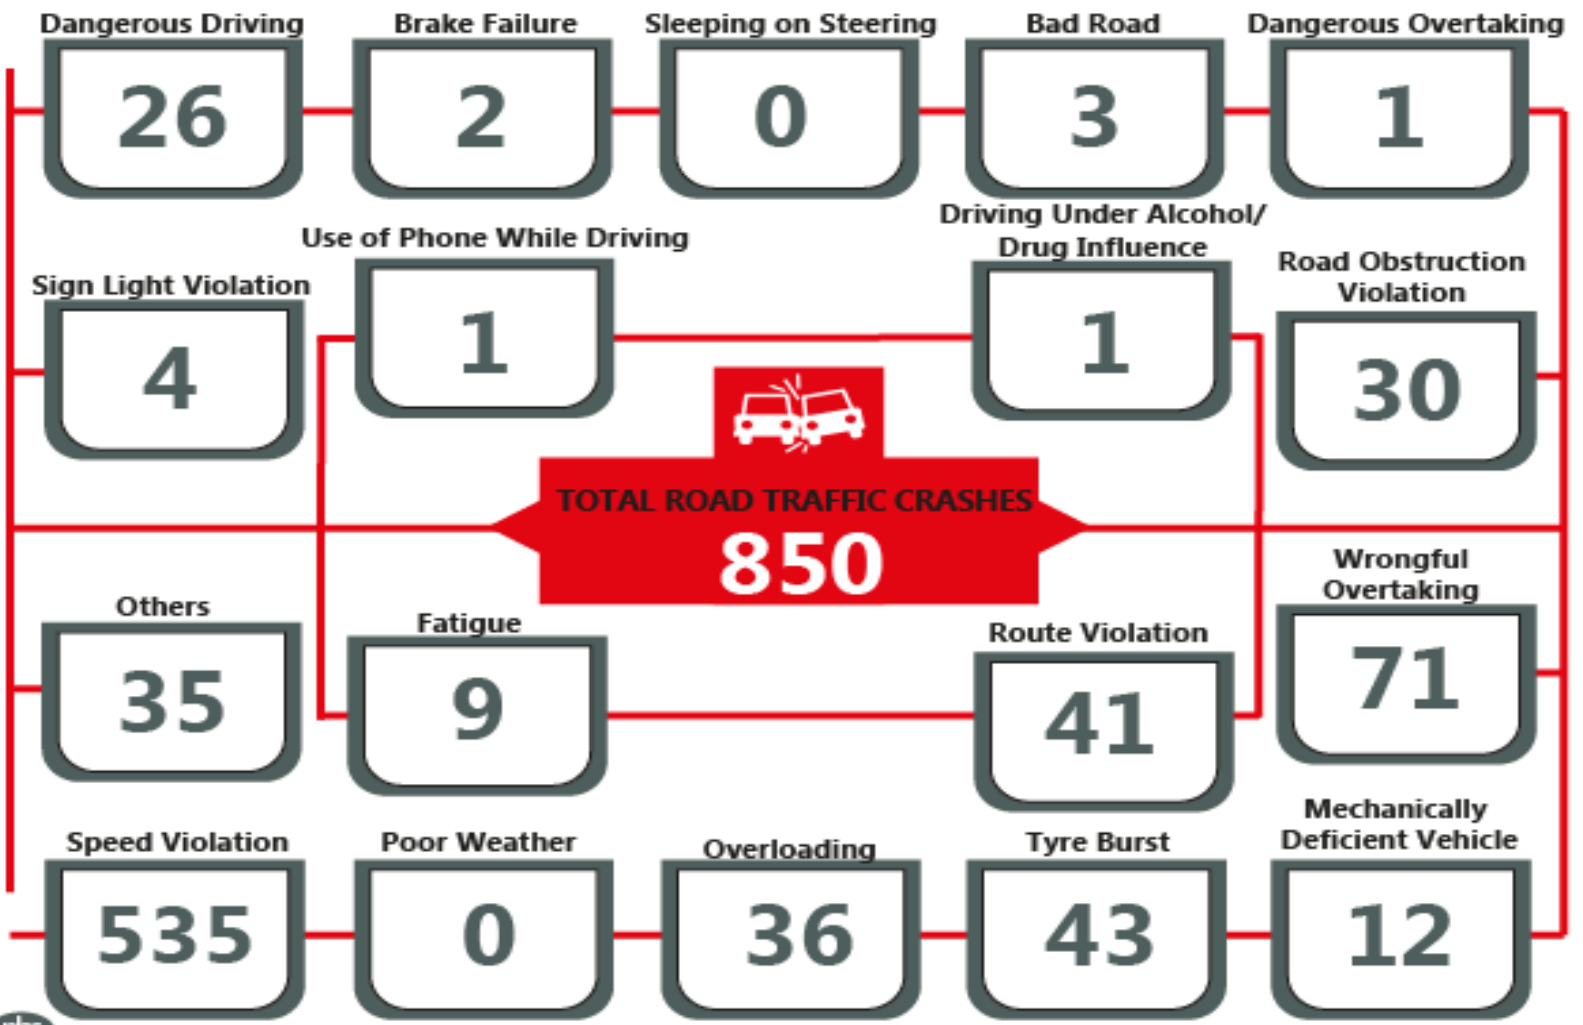 Dangerous Driving
26
Brake Failure
2
Sleeping on Steering
0
Bad Road
3
Dangerous Overtaking
1
Sign Light Violation
4
Use of Phone While Driving
1
Driving Under Alcohol/
Drug Influence
1
Road Obstruction
Violation
30
TOTAL ROAD TRAFFIC CRASHES
850
Others
35
Fatigue
9
Route Violation
41
Wrongful
Overtaking
71
Speed Violation
535
Poor Weather
0
Overloading
36
Tyre Burst
43
Mechanically
Deficient Vehicle
12